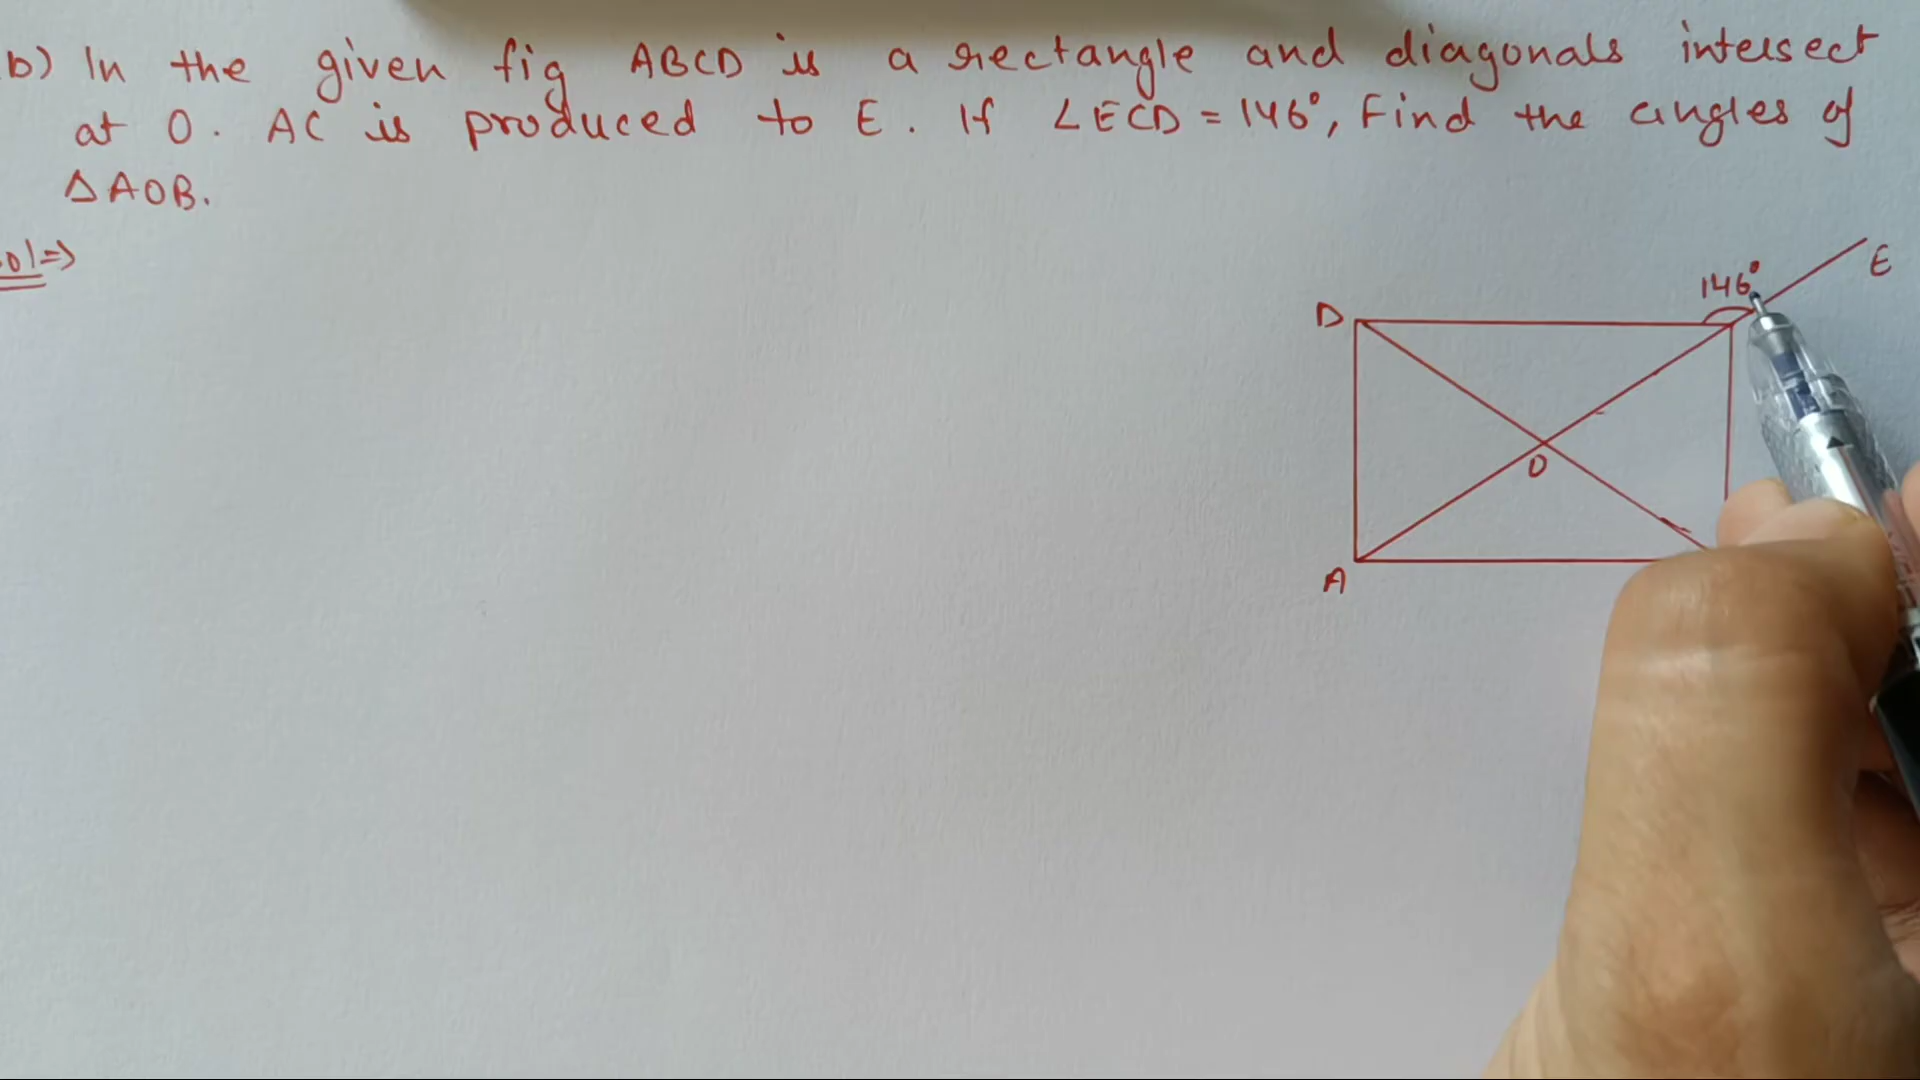 b) In the given fig ABCD is a rectangle and diagonals intersect
at O. AC is produced to E. If ∠ECD = 146°, Find the angles of
ΔAOB.
ol⇒
146°
E
D
O
A